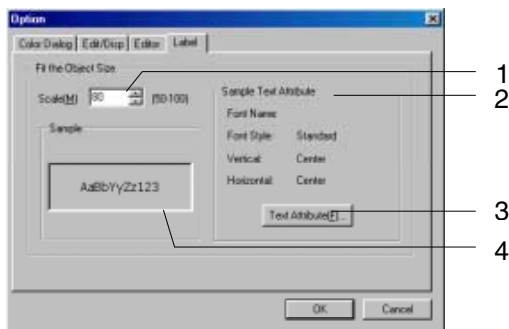 Option
Color Dialog Edit/Disp Editor Label
Fit the Object Size
Scale(M) 80 (50-100)
Sample
AaBbYyZz123
Sample Text Attribute
Font Name:
Font Style: Standard
Vertical: Center
Horizontal: Center
Text Attribute(F)...
OK Cancel
1
2
3
4